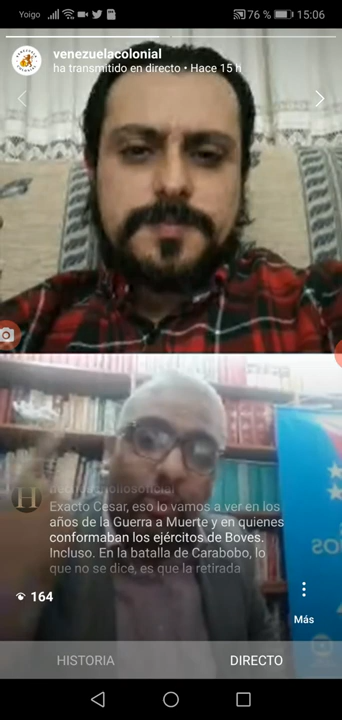 Yoigo 76 % 15:06
venezuelacolonial
ha transmitido en directo • Hace 15 h
Exacto Cesar, eso lo vamos a ver en los
años de la Guerra a Muerte y en quienes
conformaban los ejércitos de Boves.
Incluso. En la batalla de Carabobo, lo
que no se dice, es que la retirada
164
Más
HISTORIA DIRECTO